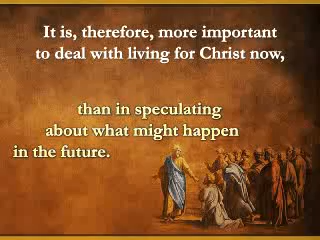 It is, therefore, more important
to deal with living for Christ now,
than in speculating
about what might happen
in the future.